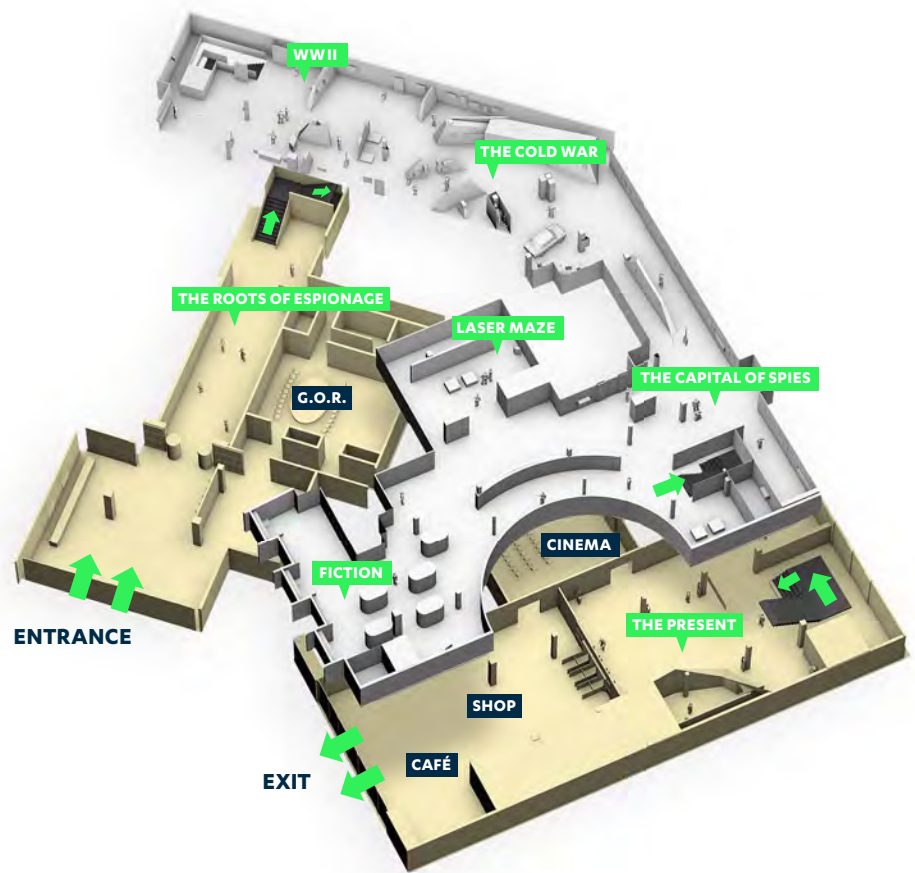 WWII
THE COLD WAR
THE ROOTS OF ESPIONAGE
LASER MAZE
THE CAPITAL OF SPIES
G.O.R.
CINEMA
FICTION
THE PRESENT
ENTRANCE
SHOP
CAFÉ
EXIT